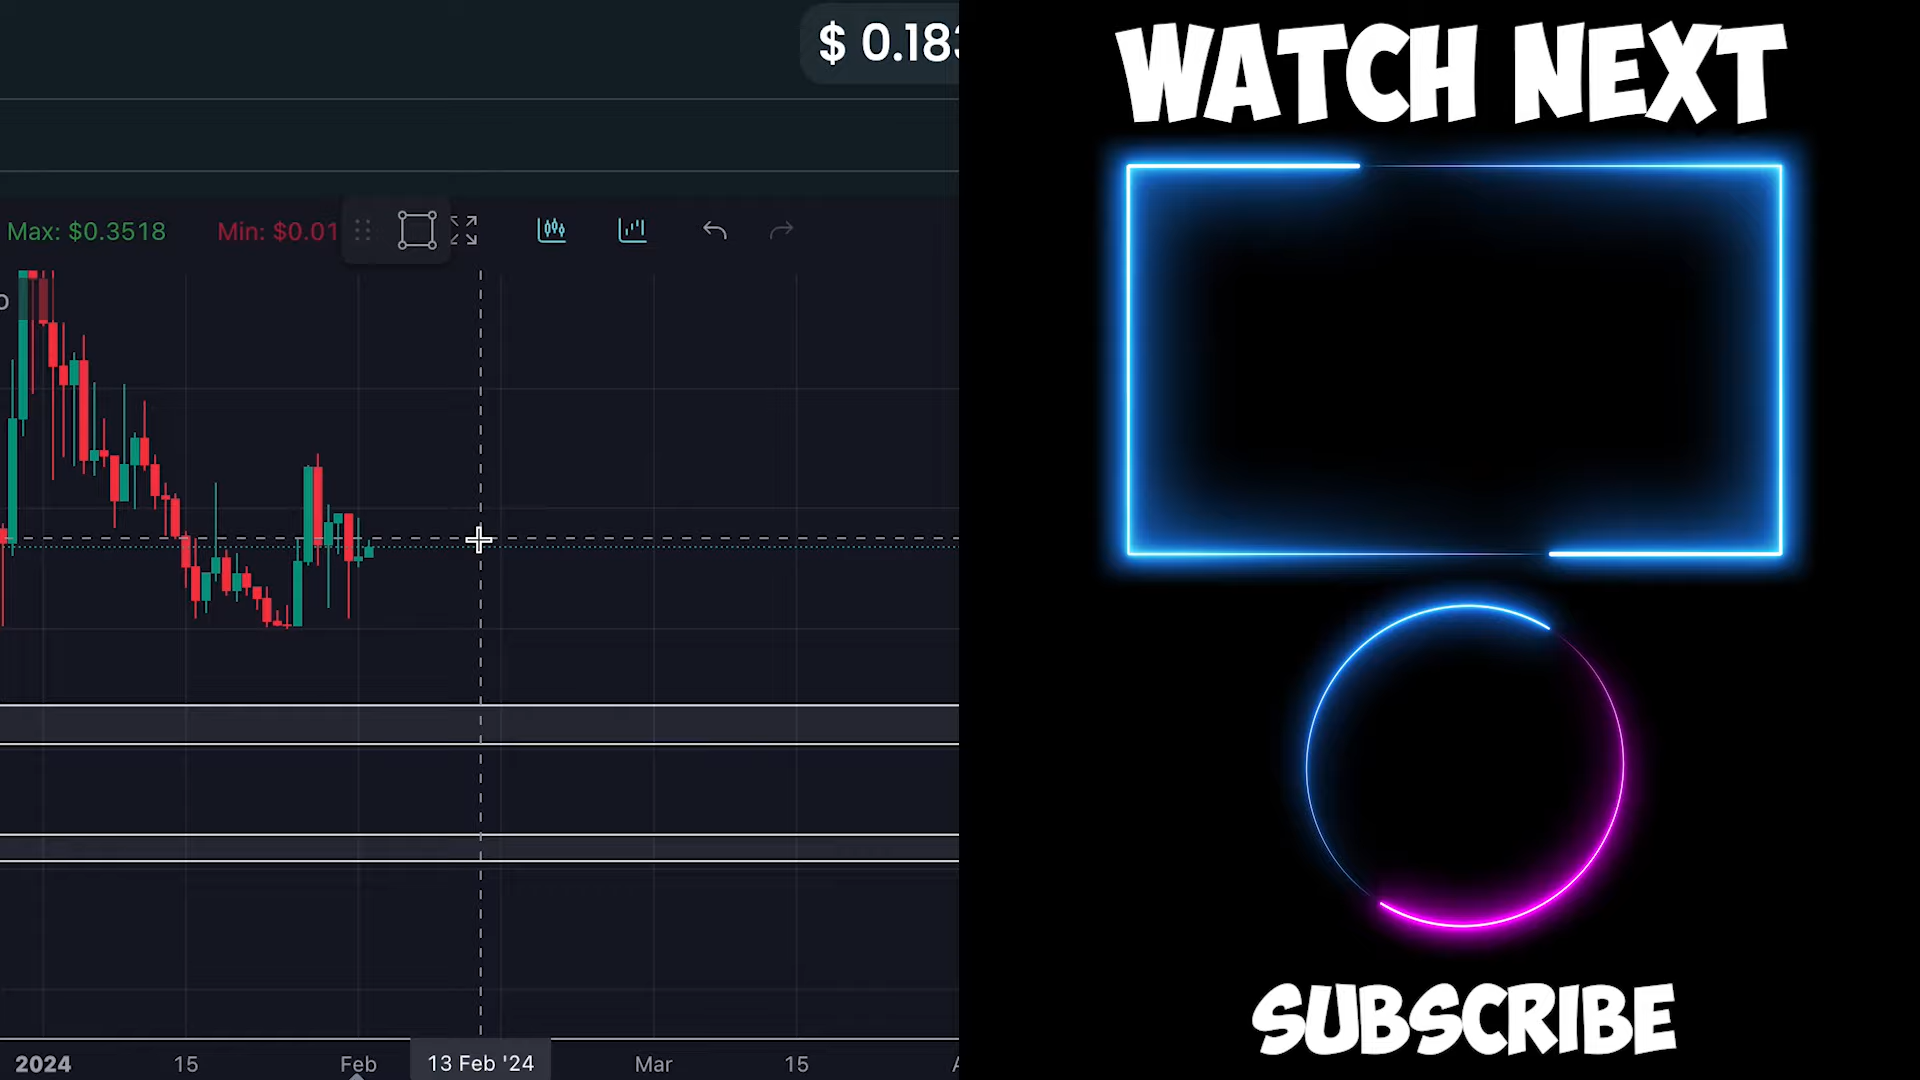 $ 0.18
WATCH NEXT
Max: $0.3518 Min: $0.01
2024 15 Feb 13 Feb '24 Mar 15
SUBSCRIBE